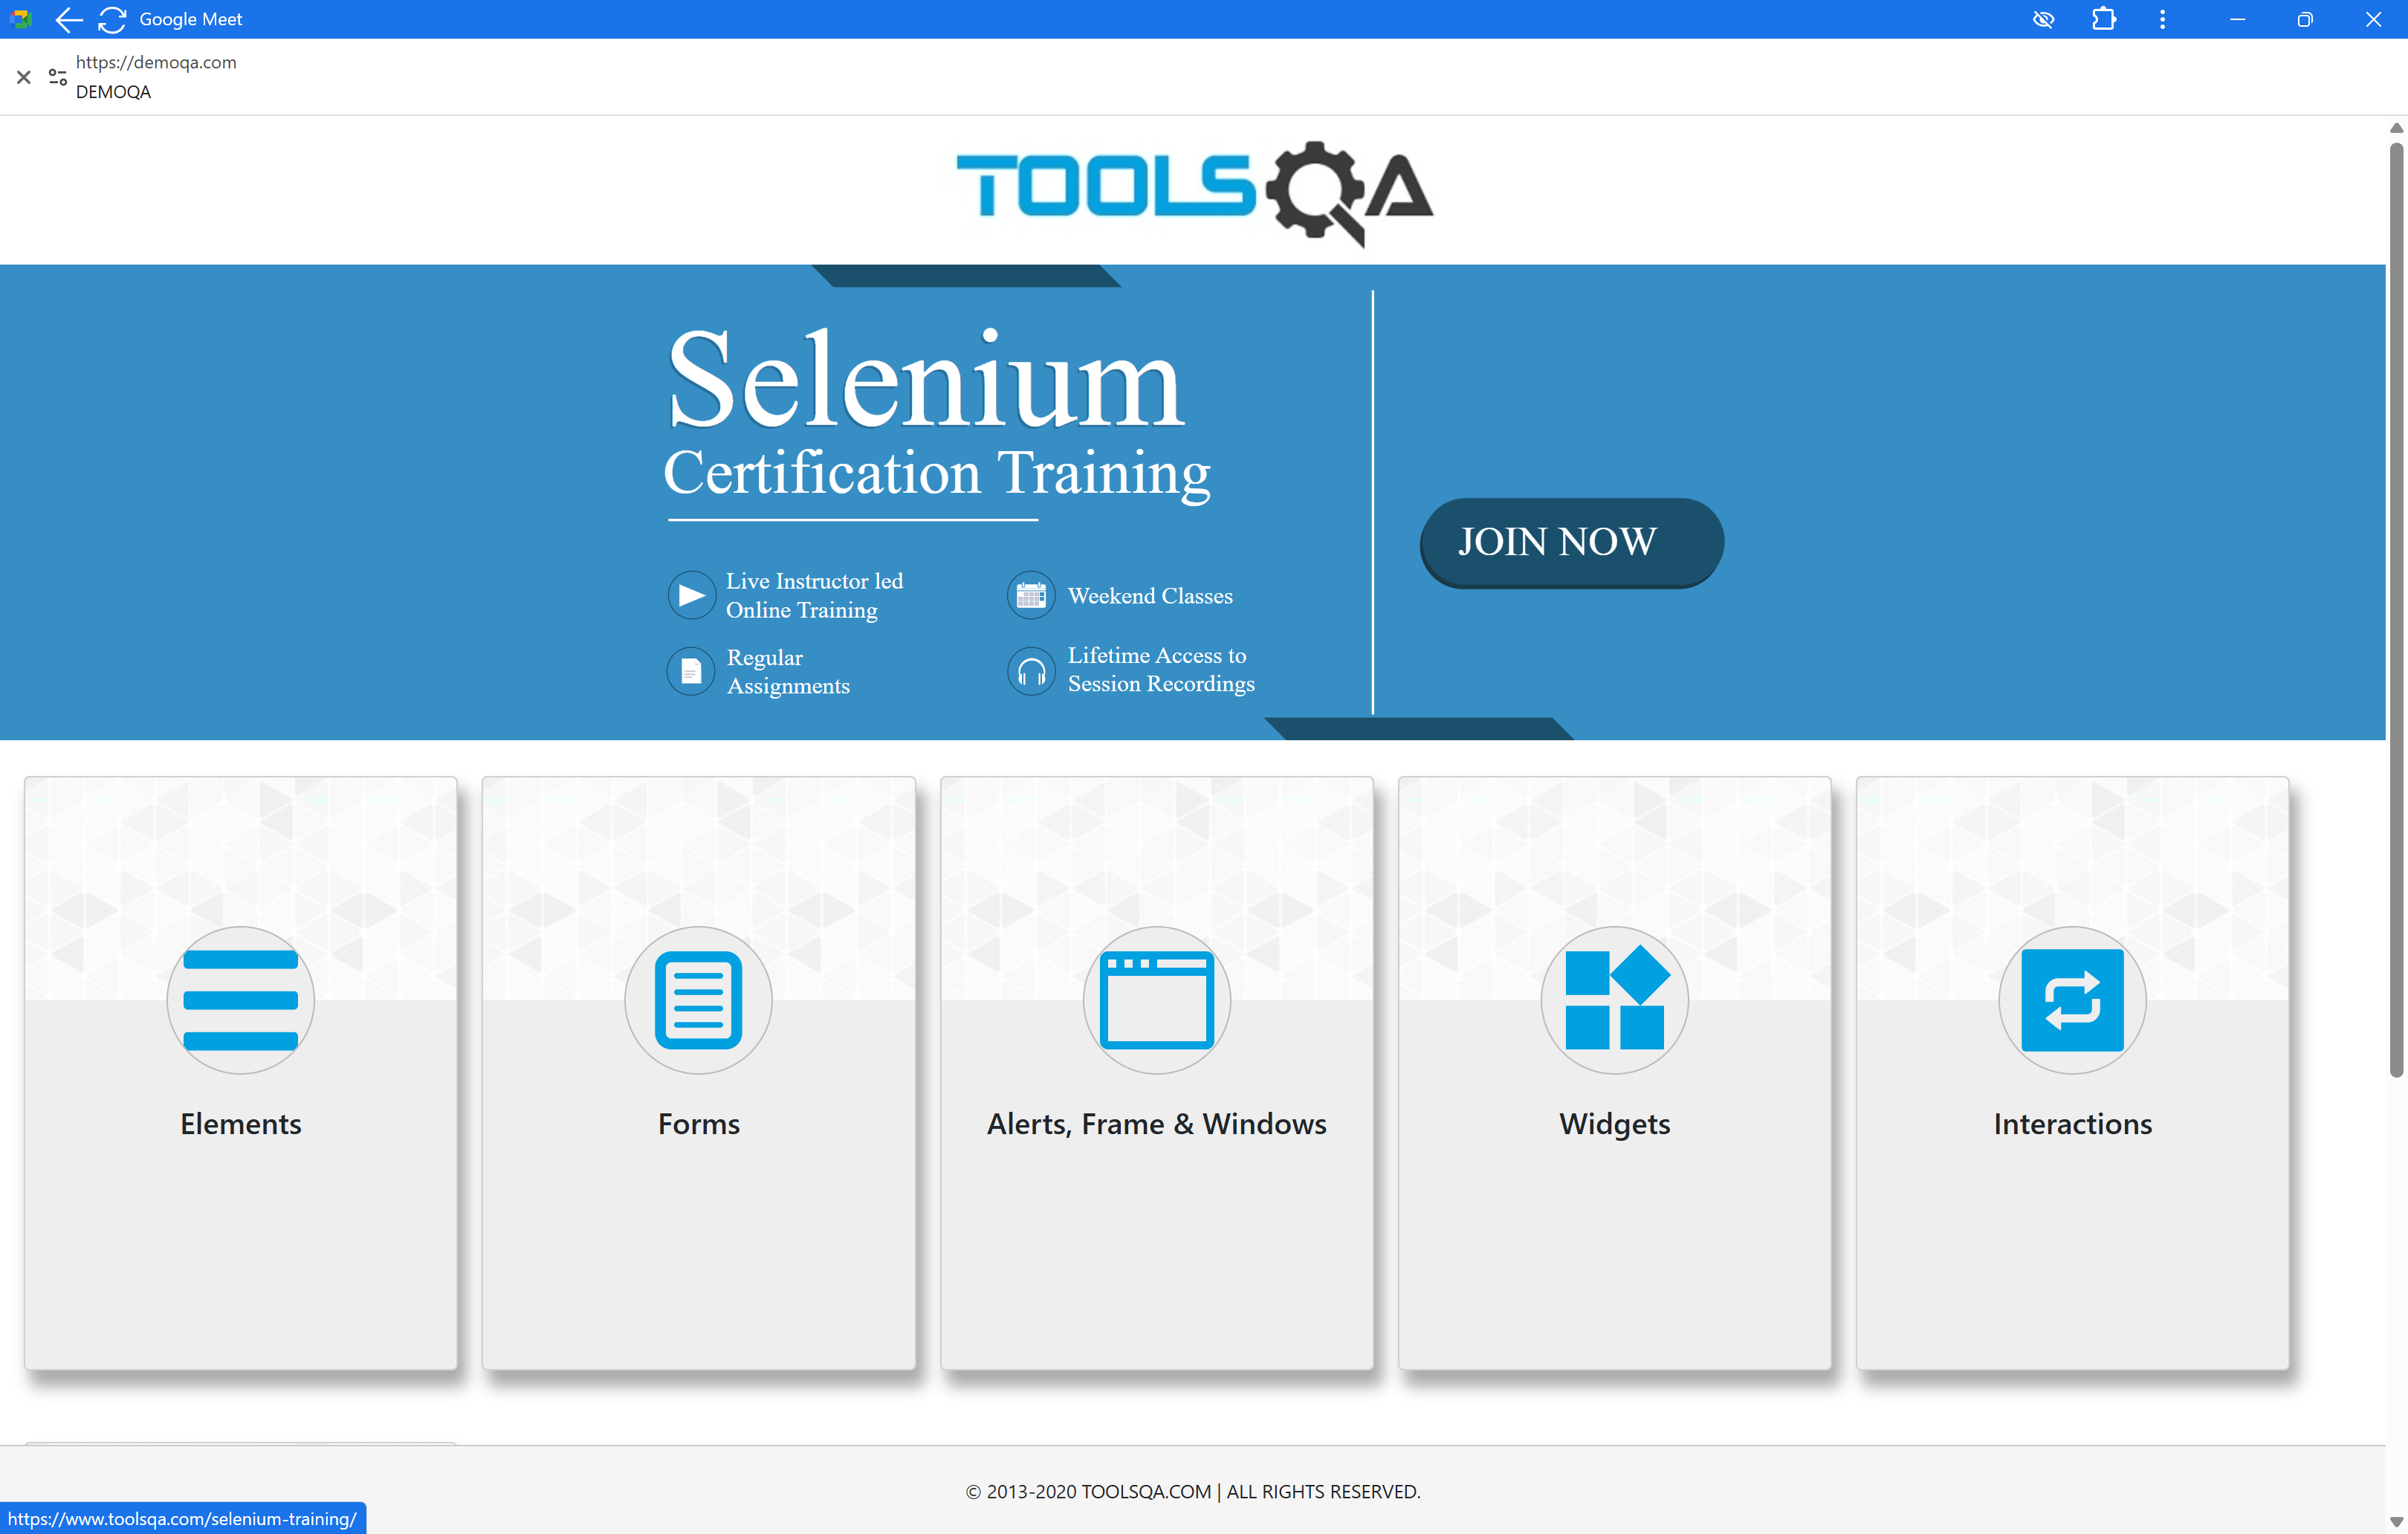 Google Meet
https://demoqa.com
DEMOQA
TOOLSQA
Selenium
Certification Training
JOIN NOW
Live Instructor led
Online Training
Weekend Classes
Regular
Assignments
Lifetime Access to
Session Recordings
Elements
Forms
Alerts, Frame & Windows
Widgets
Interactions
© 2013-2020 TOOLSQA.COM | ALL RIGHTS RESERVED.
https://www.toolsqa.com/selenium-training/